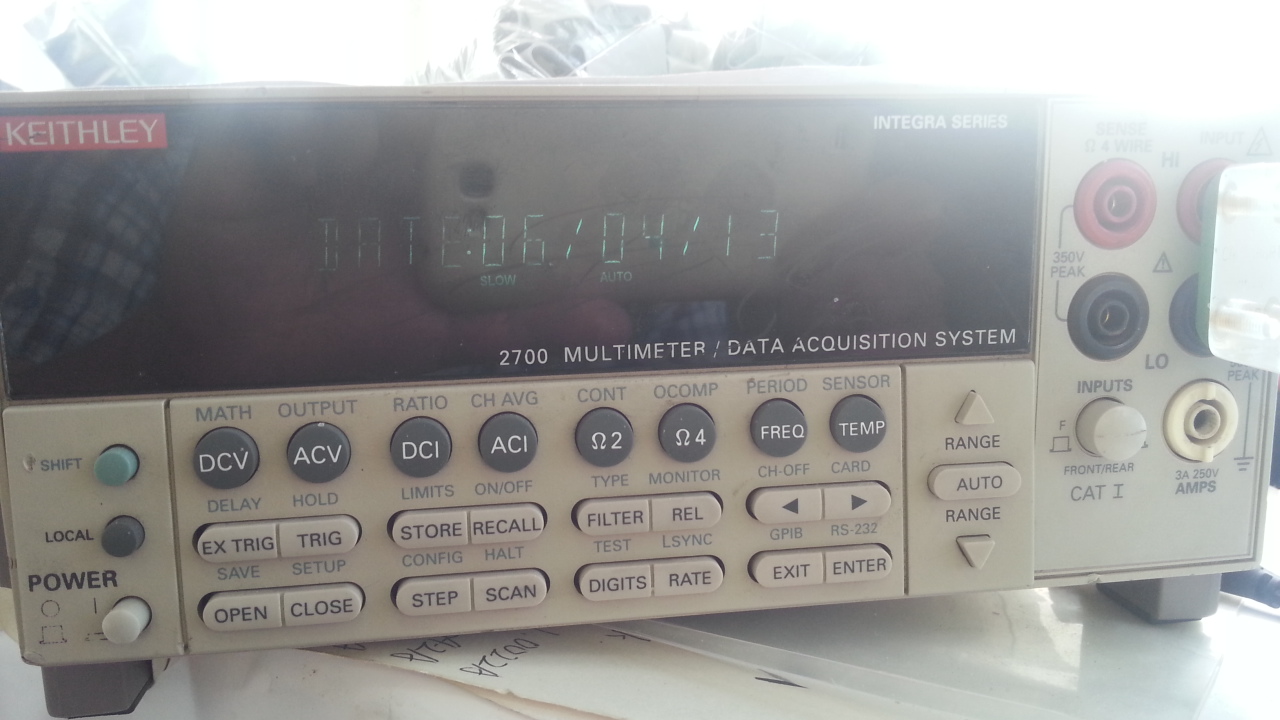 KEITHLEY
INTEGRA SERIES
DATE:06/04/13
SLOW AUTO
2700 MULTIMETER / DATA ACQUISITION SYSTEM
SENSE
Ω 4 WIRE
INPUT
HI
350V
PEAK
LO
PEAK
INPUTS
F
FRONT/REAR
CAT I
3A 250V
AMPS
MATH OUTPUT RATIO CH AVG CONT OCOMP PERIOD SENSOR
DCV ACV DCI ACI Ω2 Ω4 FREQ TEMP
SHIFT
DELAY HOLD LIMITS ON/OFF TYPE MONITOR CH-OFF CARD
EX TRIG TRIG STORE RECALL FILTER REL ◀ ▶
LOCAL
SAVE SETUP CONFIG HALT TEST LSYNC GPIB RS-232
OPEN CLOSE STEP SCAN DIGITS RATE EXIT ENTER
POWER
RANGE
AUTO
RANGE